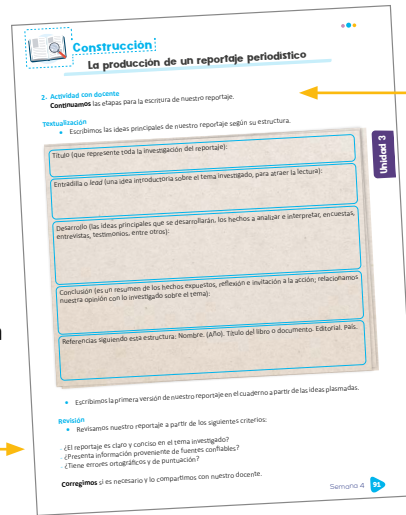 Construcción
La producción de un reportaje periodístico
2. Actividad con docente
Continuamos las etapas para la escritura de nuestro reportaje.
Textualización
• Escribimos las ideas principales de nuestro reportaje según su estructura.
Título (que represente toda la investigación del reportaje):
Entradilla o lead (una idea introductoria sobre el tema investigado, para atraer la lectura):
Desarrollo (las ideas principales que se desarrollarán, los hechos a analizar e interpretar, encuestas,
entrevistas, testimonios, entre otros):
Conclusión (es un resumen de los hechos expuestos, reflexión e invitación a la acción; relacionamos
nuestra opinión con lo investigado sobre el tema):
Referencias siguiendo esta estructura: Nombre. (Año). Título del libro o documento. Editorial. País.
• Escribimos la primera versión de nuestro reportaje en el cuaderno a partir de las ideas plasmadas.
Revisión
• Revisamos nuestro reportaje a partir de los siguientes criterios:
- ¿El reportaje es claro y conciso en el tema investigado?
- ¿Presenta información proveniente de fuentes confiables?
- ¿Tiene errores ortográficos y de puntuación?
Corregimos si es necesario y lo compartimos con nuestro docente.
Unidad 3
Semana 4 91